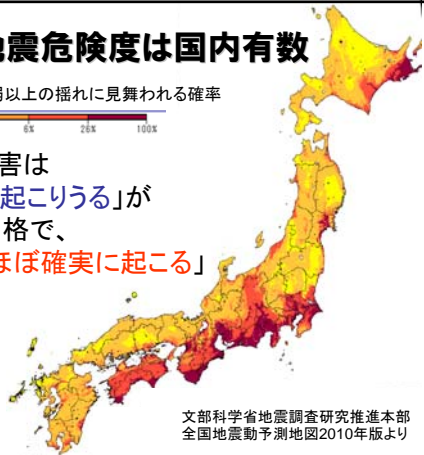 震危険度は国内有数
以上の揺れに見舞われる確率
6% 26% 100%
害は
起こりうる」が
格で、
ほぼ確実に起こる」
文部科学省地震調査研究推進本部
全国地震動予測地図2010年版より